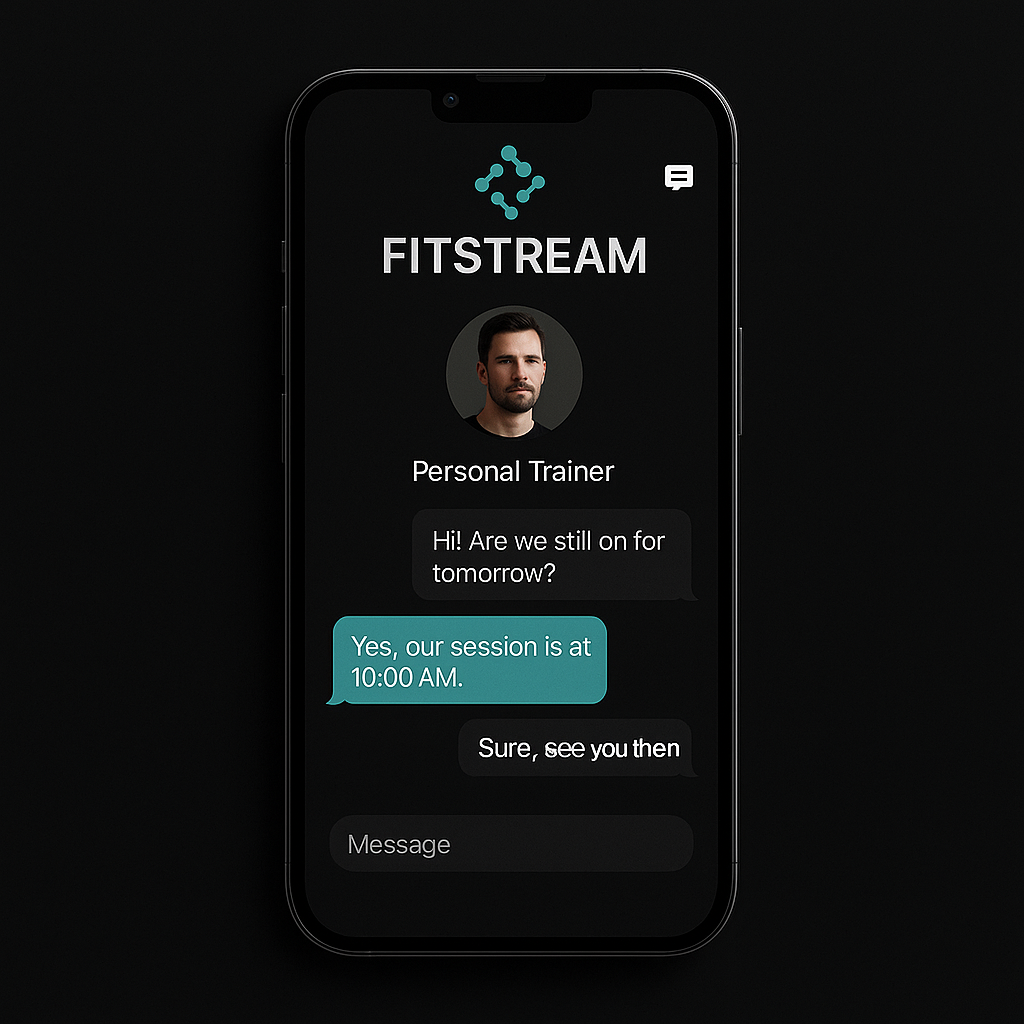 FITSTREAM
Personal Trainer
Hi! Are we still on for
tomorrow?
Yes, our session is at
10:00 AM.
Sure, see you then
Message